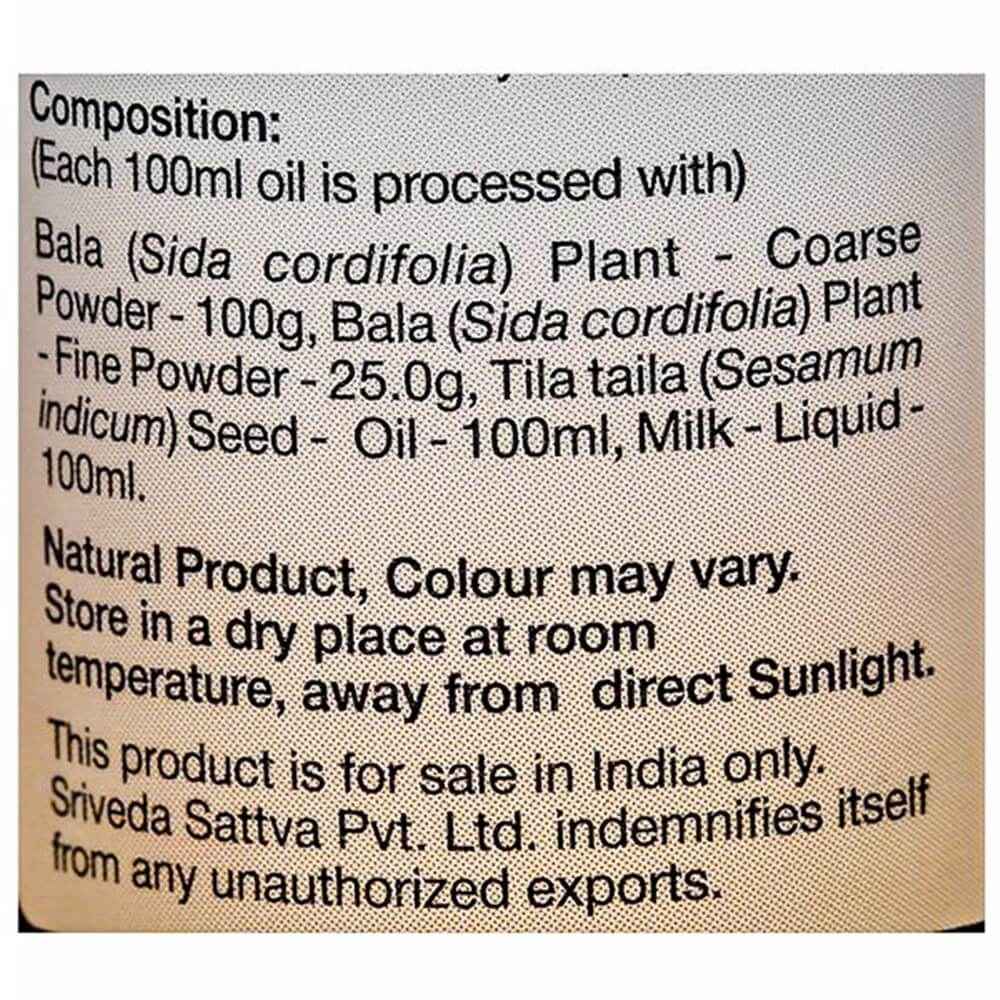 Composition:
(Each 100ml oil is processed with)
Bala (Sida cordifolia) Plant - Coarse
Powder - 100g, Bala (Sida cordifolia) Plant
- Fine Powder - 25.0g, Tila taila (Sesamum
indicum) Seed - Oil - 100ml, Milk - Liquid -
100ml.
Natural Product, Colour may vary.
Store in a dry place at room
temperature, away from direct Sunlight.
This product is for sale in India only.
Sriveda Sattva Pvt. Ltd. indemnifies itself
from any unauthorized exports.